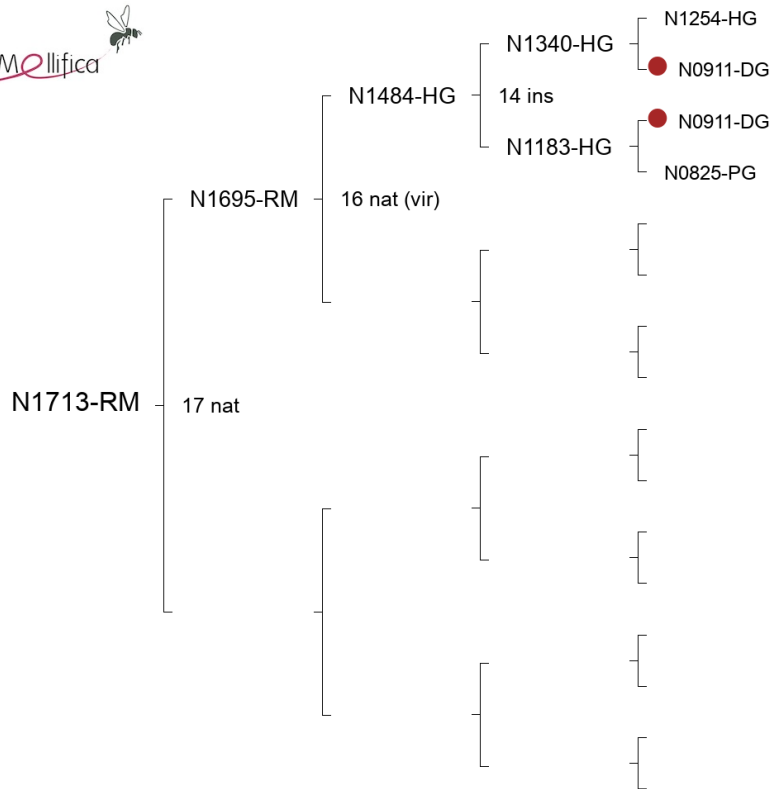 Mellifica
N1254-HG
N1340-HG
N0911-DG
N1484-HG
14 ins
N0911-DG
N1183-HG
N0825-PG
N1695-RM
16 nat (vir)
N1713-RM
17 nat